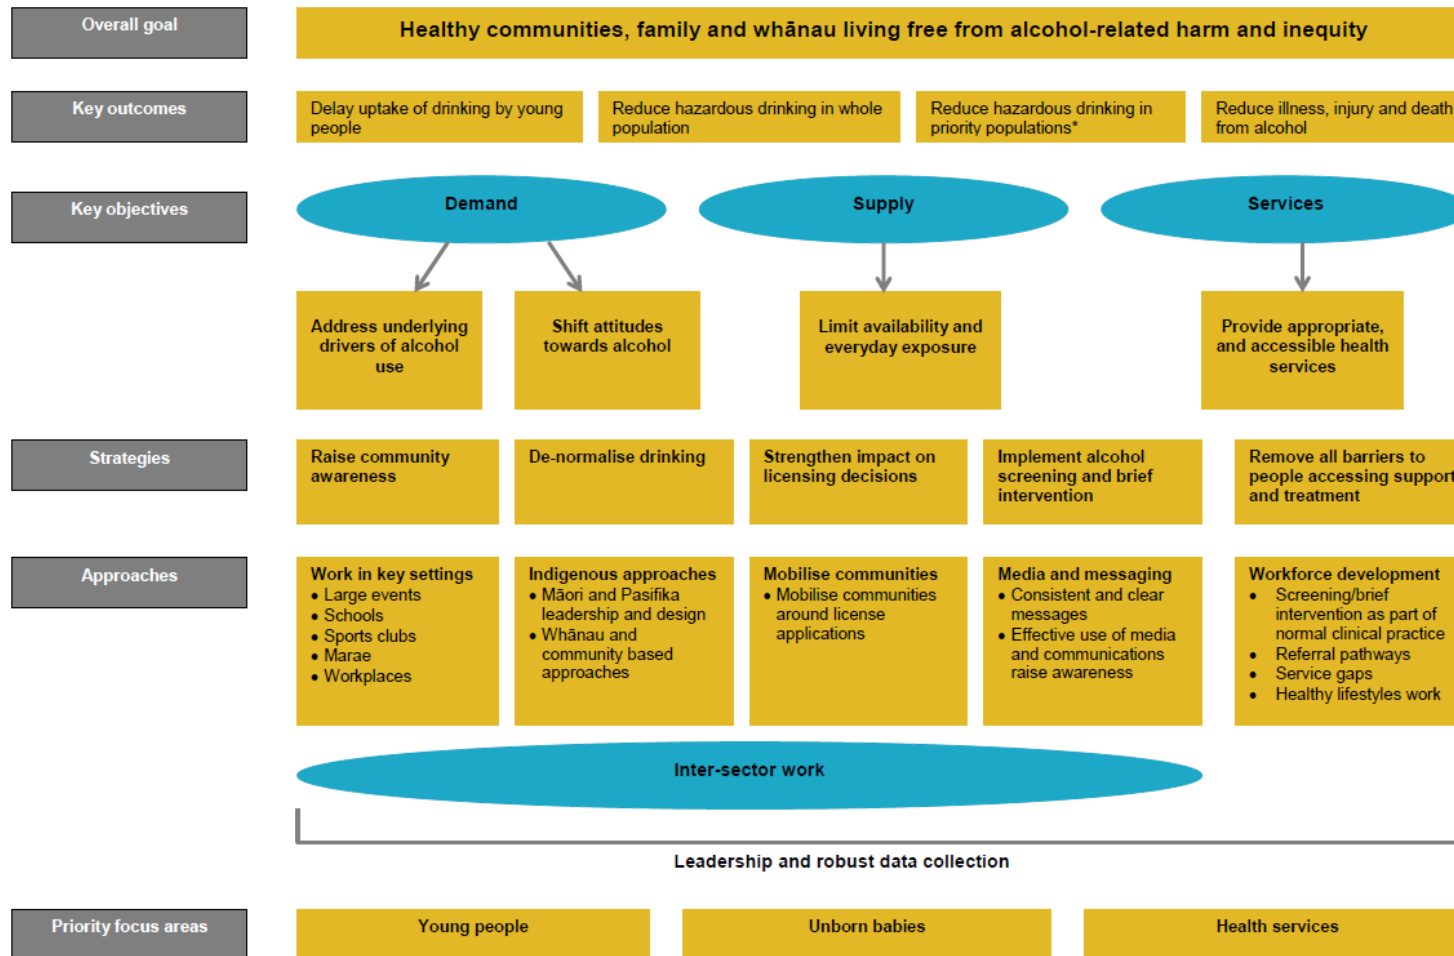 Overall goal
Healthy communities, family and whānau living free from alcohol-related harm and inequity
Key outcomes
Delay uptake of drinking by young
people
Reduce hazardous drinking in whole
population
Reduce hazardous drinking in
priority populations*
Reduce illness, injury and death
from alcohol
Key objectives
Demand
Supply
Services
Address underlying
drivers of alcohol
use
Shift attitudes
towards alcohol
Limit availability and
everyday exposure
Provide appropriate,
and accessible health
services
Strategies
Raise community
awareness
De-normalise drinking
Strengthen impact on
licensing decisions
Implement alcohol
screening and brief
intervention
Remove all barriers to
people accessing support
and treatment
Approaches
Work in key settings
• Large events
• Schools
• Sports clubs
• Marae
• Workplaces
Indigenous approaches
• Māori and Pasifika
leadership and design
• Whānau and
community based
approaches
Mobilise communities
• Mobilise communities
around license
applications
Media and messaging
• Consistent and clear
messages
• Effective use of media
and communications
raise awareness
Workforce development
• Screening/brief
intervention as part of
normal clinical practice
• Referral pathways
• Service gaps
• Healthy lifestyles work
Inter-sector work
Leadership and robust data collection
Priority focus areas
Young people
Unborn babies
Health services